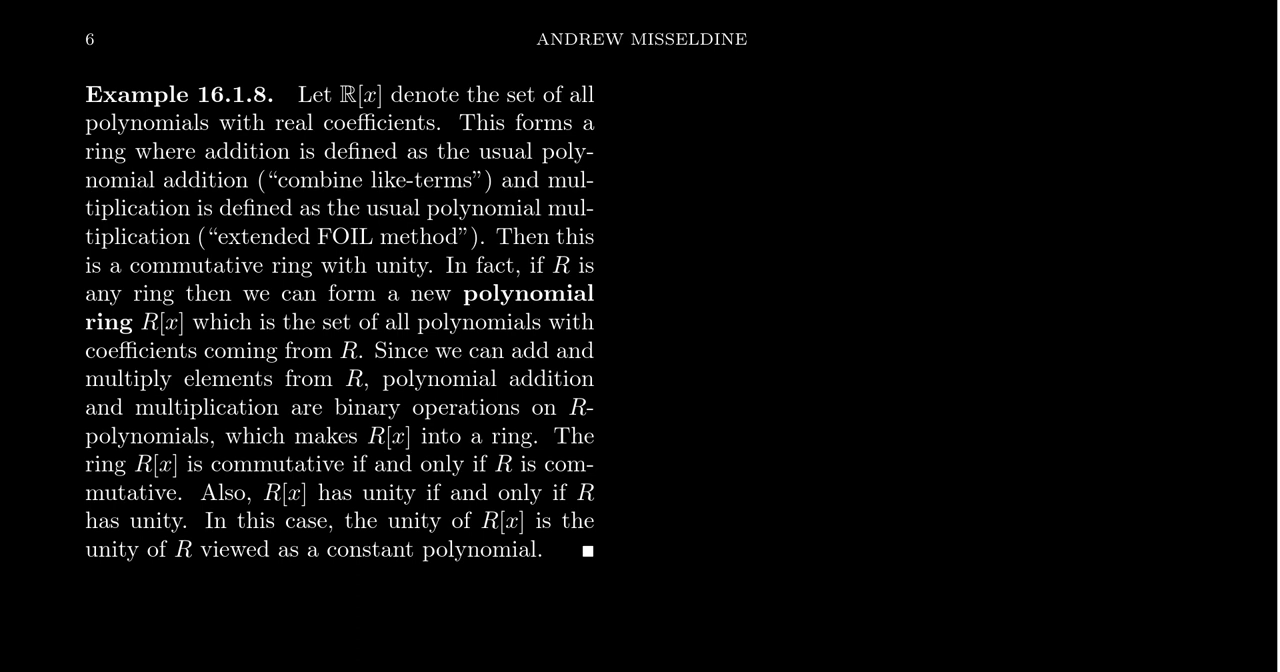 6
ANDREW MISSELDINE
Example 16.1.8. Let ℝ[x] denote the set of all
polynomials with real coefficients. This forms a
ring where addition is defined as the usual poly-
nomial addition (“combine like-terms”) and mul-
tiplication is defined as the usual polynomial mul-
tiplication (“extended FOIL method”). Then this
is a commutative ring with unity. In fact, if R is
any ring then we can form a new polynomial
ring R[x] which is the set of all polynomials with
coefficients coming from R. Since we can add and
multiply elements from R, polynomial addition
and multiplication are binary operations on R-
polynomials, which makes R[x] into a ring. The
ring R[x] is commutative if and only if R is com-
mutative. Also, R[x] has unity if and only if R
has unity. In this case, the unity of R[x] is the
unity of R viewed as a constant polynomial. ■